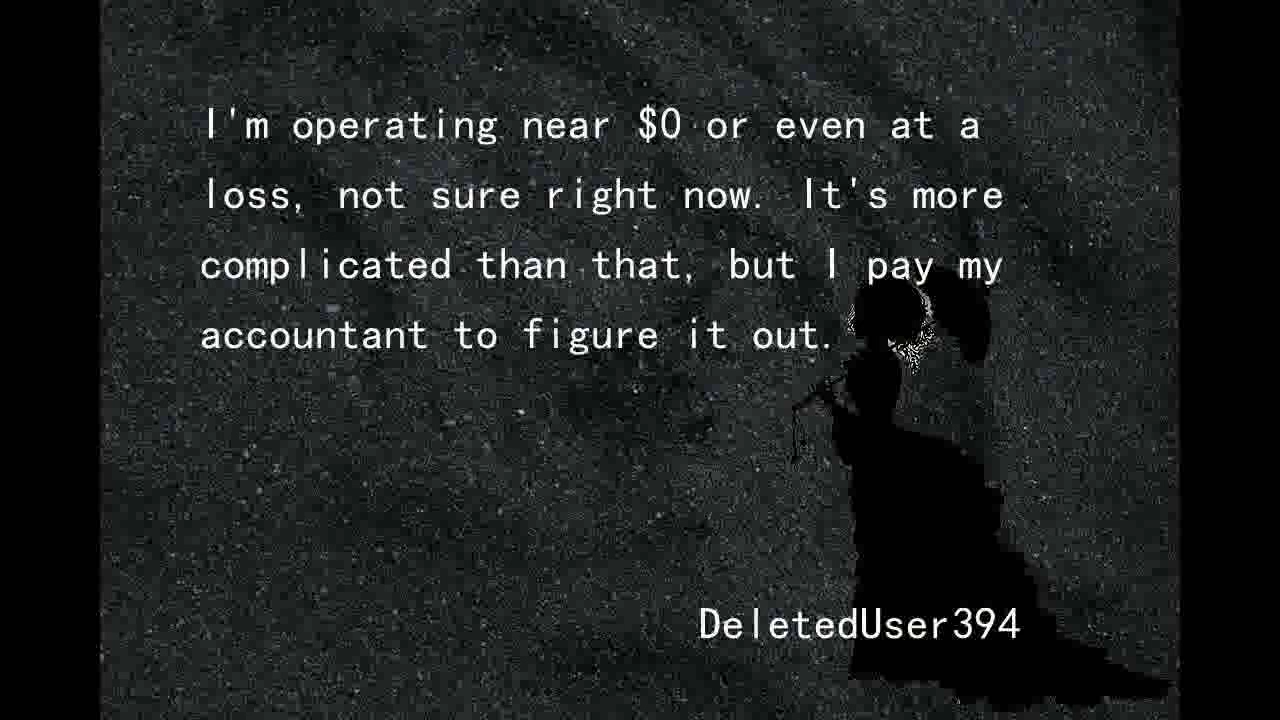 I'm operating near $0 or even at a
loss, not sure right now. It's more
complicated than that, but I pay my
accountant to figure it out.
DeletedUser394